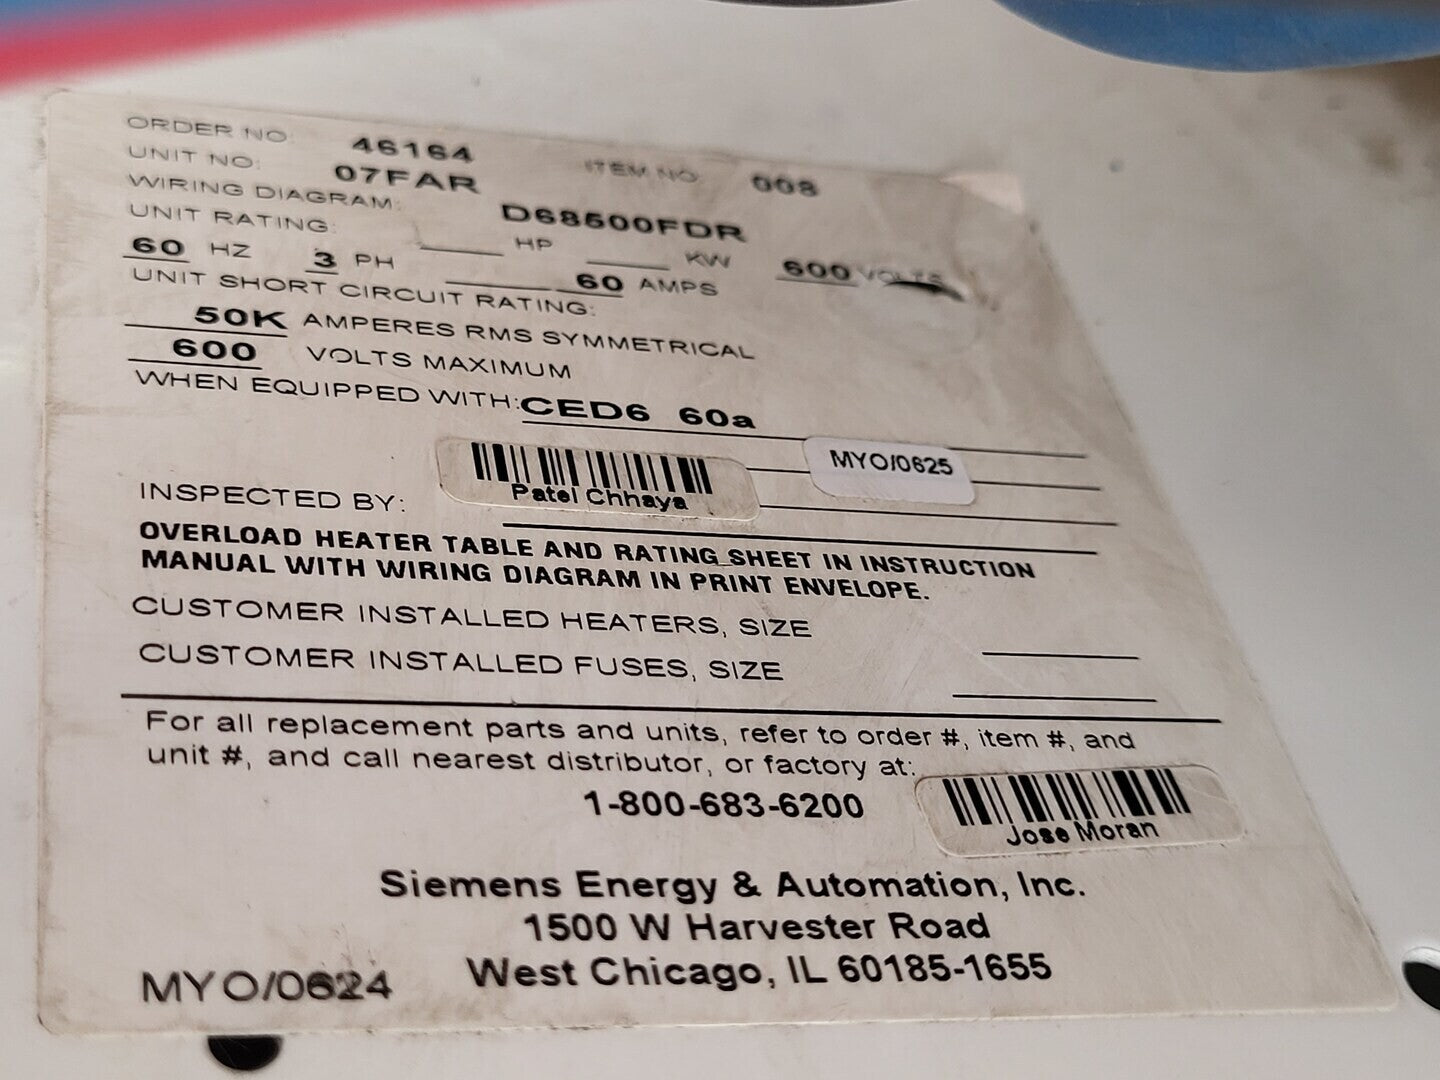 ORDER NO 46164 ITEM NO 008
UNIT NO: 07FAR
WIRING DIAGRAM: D68500FDR
UNIT RATING: HP KW 600 VOLTS
60 HZ 3 PH 60 AMPS
UNIT SHORT CIRCUIT RATING:
50K AMPERES RMS SYMMETRICAL
600 VOLTS MAXIMUM
WHEN EQUIPPED WITH: CED6 60a
MYO/0625
INSPECTED BY: Patel Chhaya
OVERLOAD HEATER TABLE AND RATING SHEET IN INSTRUCTION
MANUAL WITH WIRING DIAGRAM IN PRINT ENVELOPE.
CUSTOMER INSTALLED HEATERS, SIZE
CUSTOMER INSTALLED FUSES, SIZE
For all replacement parts and units, refer to order #, item #, and
unit #, and call nearest distributor, or factory at:
1-800-683-6200
Jose Moran
Siemens Energy & Automation, Inc.
1500 W Harvester Road
West Chicago, IL 60185-1655
MYO/0624